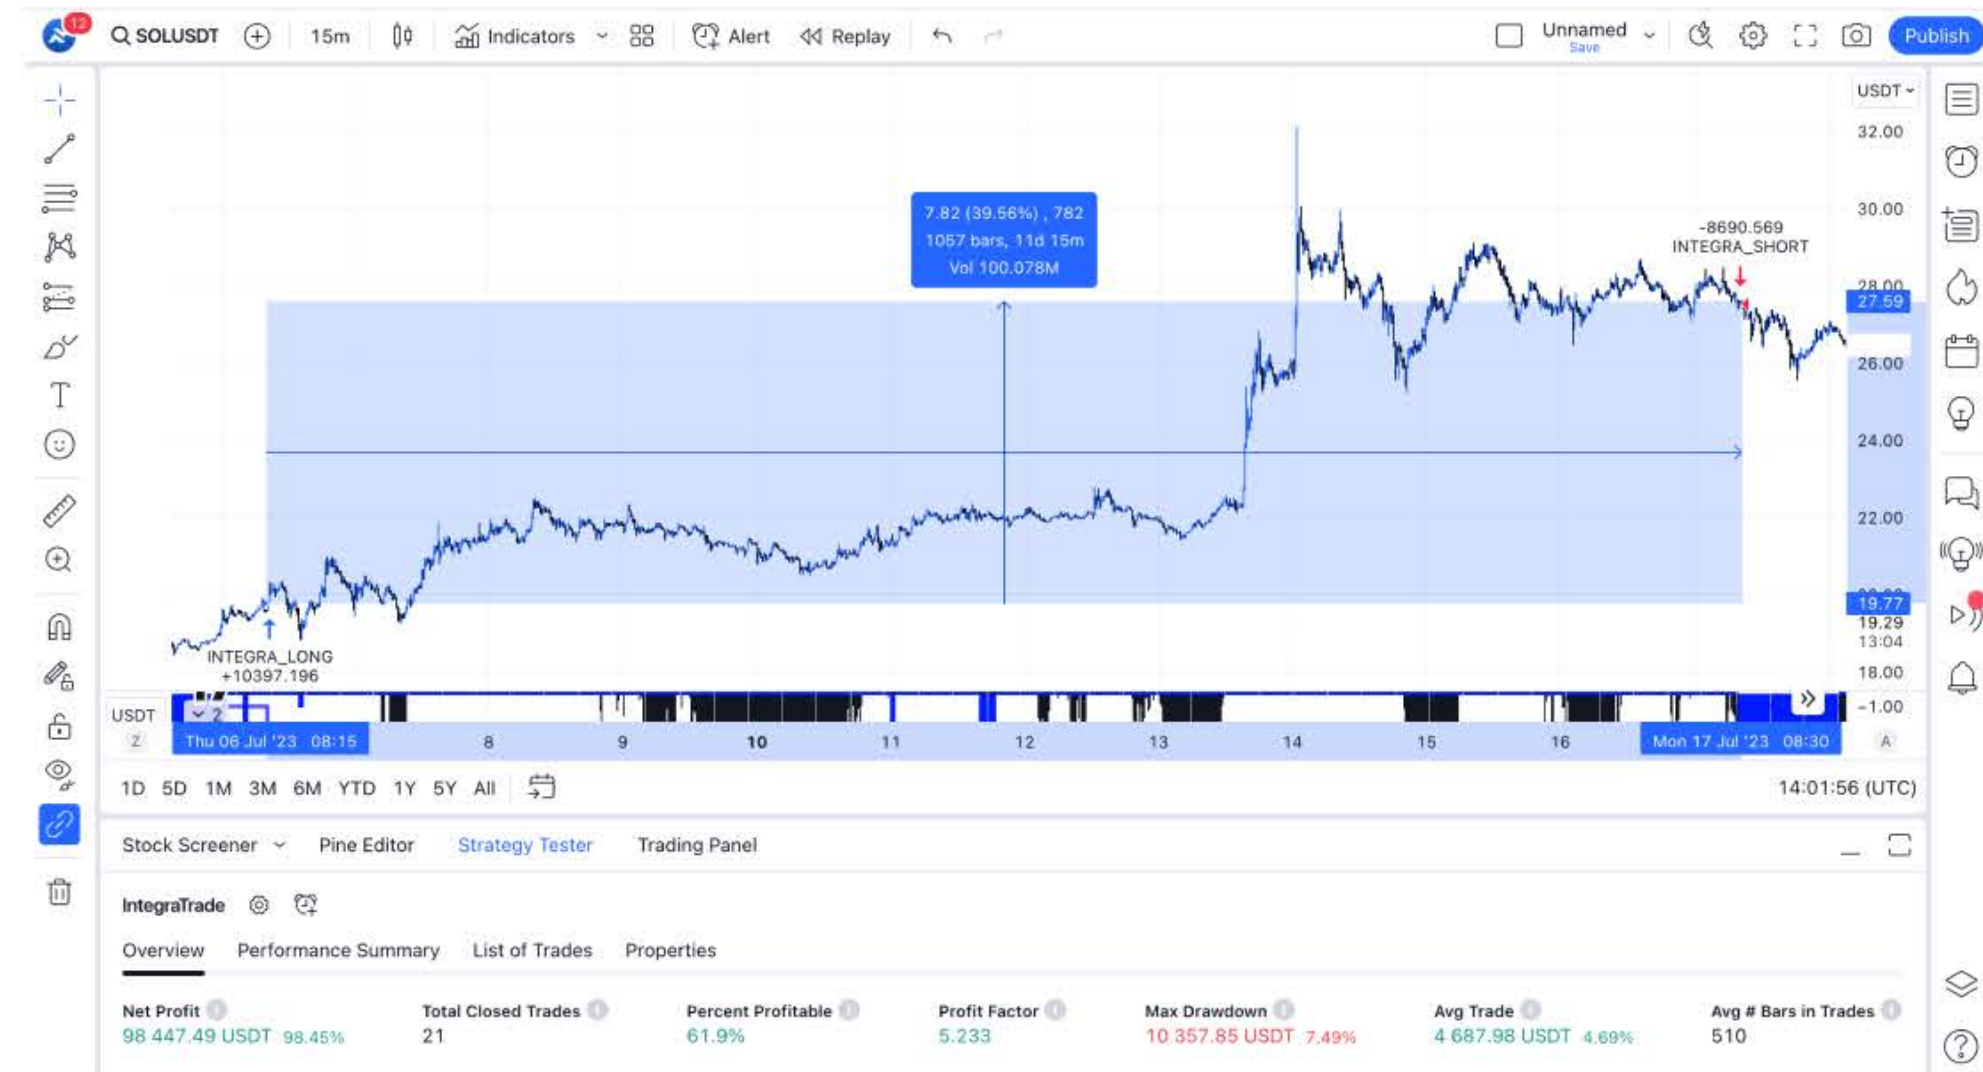 12
SOLUSDT
15m
Indicators
Alert
Replay
Unnamed
Save
Publish
USDT
32.00
30.00
28.00
27.59
26.00
24.00
22.00
19.77
19.29
13:04
18.00
-1.00
7.82 (39.56%) , 782
1057 bars, 11d 15m
Vol 100.078M
-8690.569
INTEGRA_SHORT
INTEGRA_LONG
+10397.196
USDT
2
Z
Thu 06 Jul '23 08:15
8
9
10
11
12
13
14
15
16
Mon 17 Jul '23 08:30
A
1D 5D 1M 3M 6M YTD 1Y 5Y All
14:01:56 (UTC)
Stock Screener Pine Editor Strategy Tester Trading Panel
IntegraTrade
Overview Performance Summary List of Trades Properties
Net Profit Total Closed Trades Percent Profitable Profit Factor Max Drawdown Avg Trade Avg # Bars in Trades
98 447.49 USDT 98.45% 21 61.9% 5.233 10 357.85 USDT 7.49% 4 687.98 USDT 4.69% 510